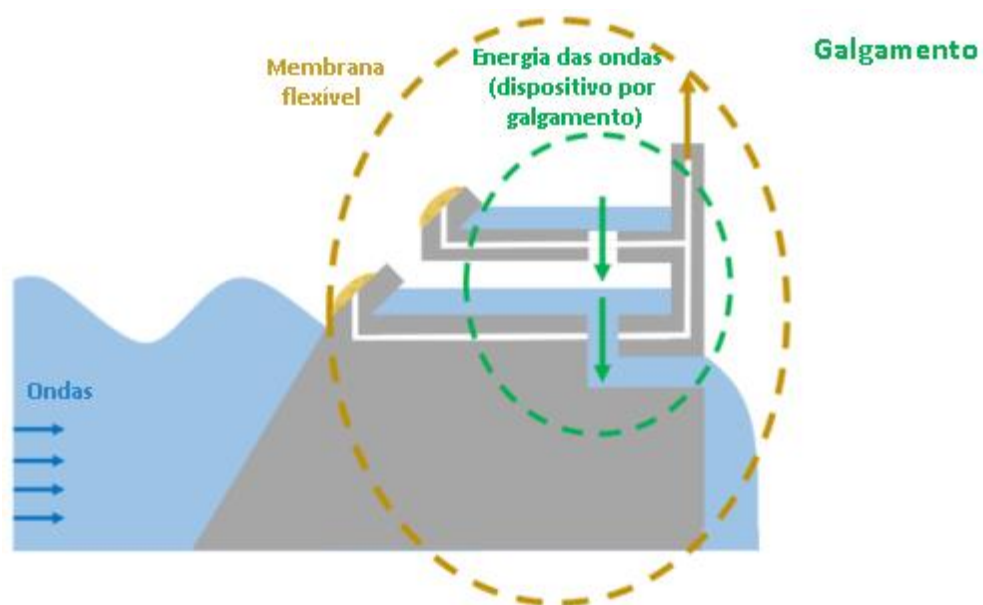 Energia das ondas
(dispositivo por
galgamento)
Galgamento
Membrana
flexível
Ondas